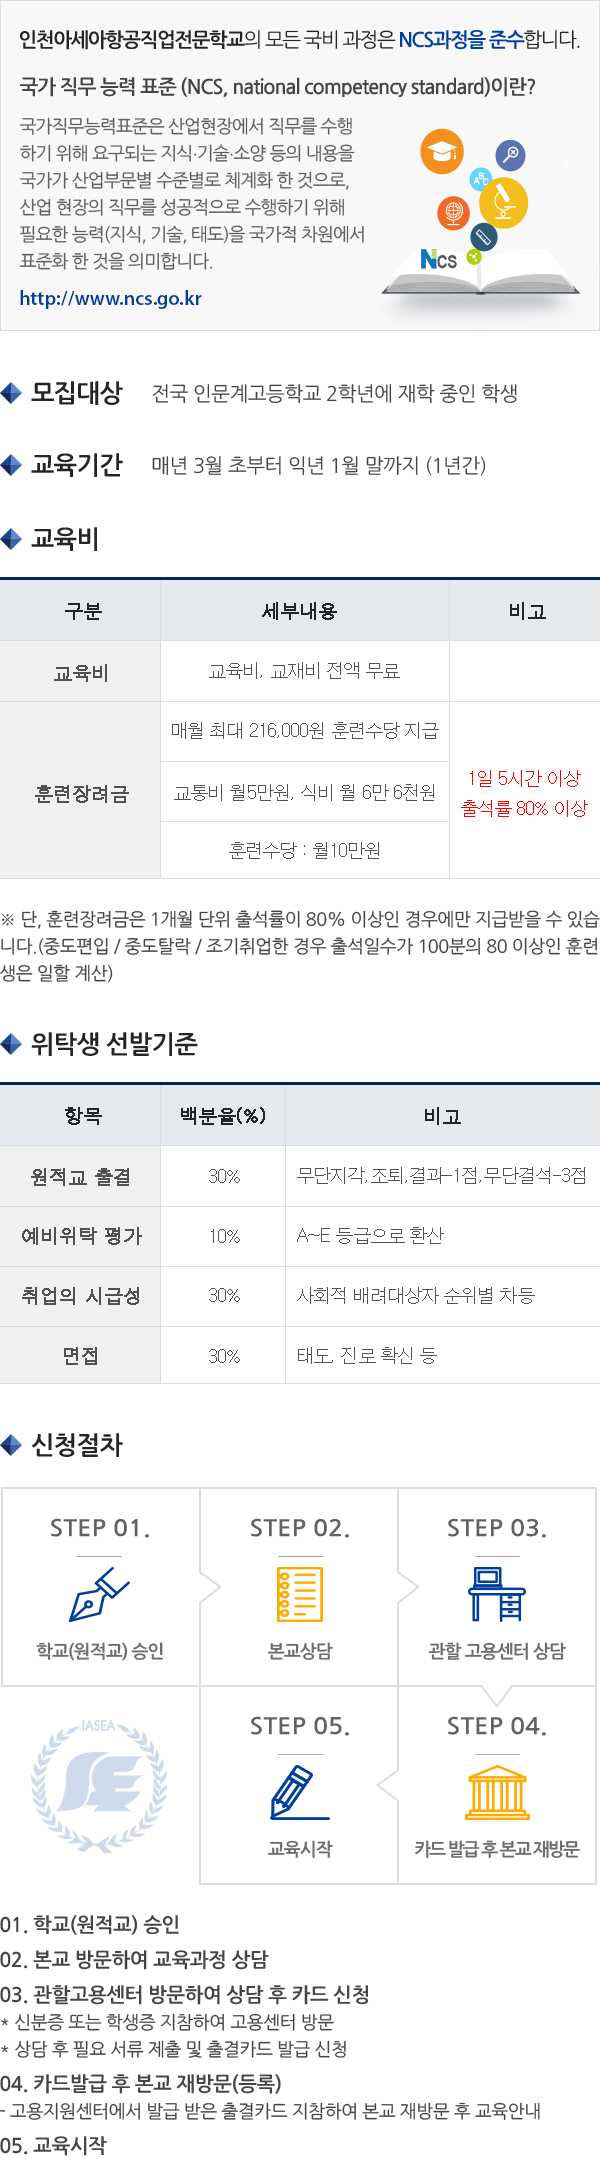 인천아세아항공직업전문학교의 모든 국비 과정은 NCS과정을 준수합니다.
국가 직무 능력 표준 (NCS, national competency standard)이란?
국가직무능력표준은 산업현장에서 직무를 수행
하기 위해 요구되는 지식·기술·소양 등의 내용을
국가가 산업부문별 수준별로 체계화 한 것으로,
산업 현장의 직무를 성공적으로 수행하기 위해
필요한 능력(지식, 기술, 태도)을 국가적 차원에서
표준화 한 것을 의미합니다.
http://www.ncs.go.kr
ABC
Ncs
모집대상 전국 인문계고등학교 2학년에 재학 중인 학생
교육기간 매년 3월 초부터 익년 1월 말까지 (1년간)
교육비
구분 세부내용 비고
교육비 교육비, 교재비 전액 무료
훈련장려금 매월 최대 216,000원 훈련수당 지급
교통비 월5만원, 식비 월 6만 6천원
훈련수당 : 월10만원
1일 5시간 이상
출석률 80% 이상
※ 단, 훈련장려금은 1개월 단위 출석률이 80% 이상인 경우에만 지급받을 수 있습
니다.(중도편입 / 중도탈락 / 조기취업한 경우 출석일수가 100분의 80 이상인 훈련
생은 일할 계산)
위탁생 선발기준
항목 백분율(%) 비고
원적교 출결 30% 무단지각,조퇴,결과-1점,무단결석-3점
예비위탁 평가 10% A~E 등급으로 환산
취업의 시급성 30% 사회적 배려대상자 순위별 차등
면접 30% 태도, 진로 확신 등
신청절차
STEP 01. STEP 02. STEP 03.
학교(원적교) 승인 본교상담 관할 고용센터 상담
IASEA
STEP 05. STEP 04.
교육시작 카드 발급 후 본교 재방문
01. 학교(원적교) 승인
02. 본교 방문하여 교육과정 상담
03. 관할고용센터 방문하여 상담 후 카드 신청
* 신분증 또는 학생증 지참하여 고용센터 방문
* 상담 후 필요 서류 제출 및 출결카드 발급 신청
04. 카드발급 후 본교 재방문(등록)
- 고용지원센터에서 발급 받은 출결카드 지참하여 본교 재방문 후 교육안내
05. 교육시작